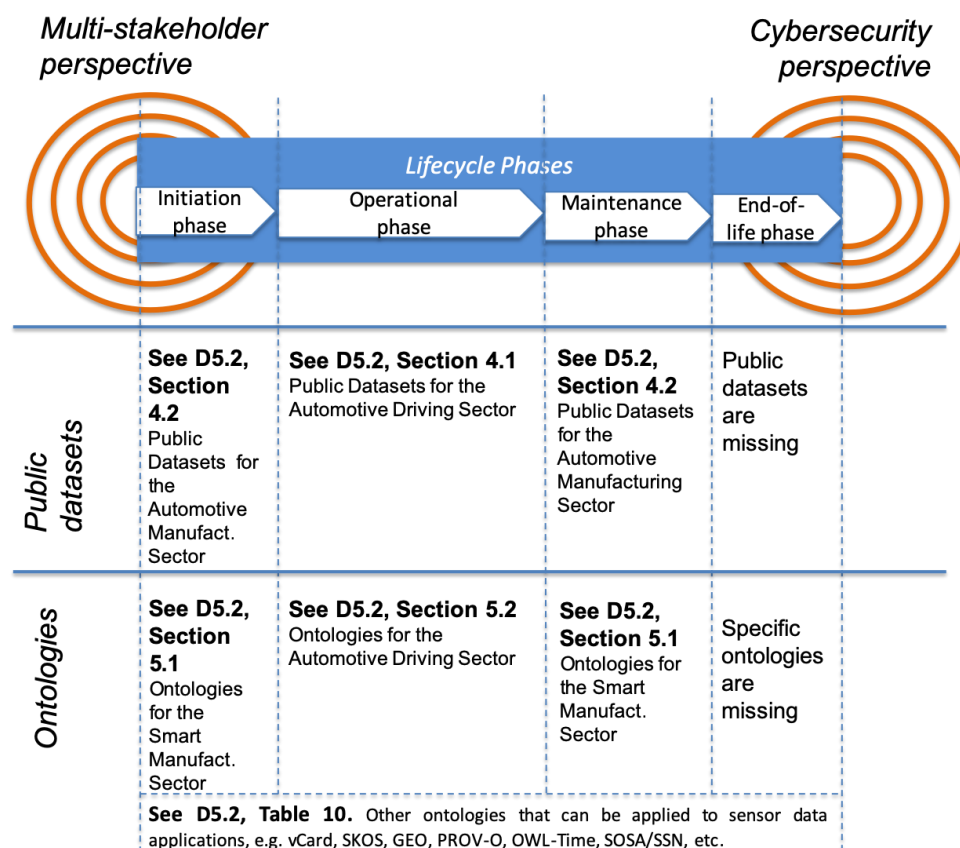 Multi-stakeholder
perspective
Cybersecurity
perspective
Lifecycle Phases
Initiation
phase
Operational
phase
Maintenance
phase
End-of-
life phase
Public
datasets
See D5.2,
Section
4.2
Public
Datasets for
the
Automotive
Manufact.
Sector
See D5.2, Section 4.1
Public Datasets for the
Automotive Driving Sector
See D5.2,
Section 4.2
Public Datasets
for the
Automotive
Manufacturing
Sector
Public
datasets
are
missing
Ontologies
See D5.2,
Section
5.1
Ontologies
for the
Smart
Manufact.
Sector
See D5.2, Section 5.2
Ontologies for the
Automotive Driving Sector
See D5.2,
Section 5.1
Ontologies for
the Smart
Manufact.
Sector
Specific
ontologies
are
missing
See D5.2, Table 10. Other ontologies that can be applied to sensor data
applications, e.g. vCard, SKOS, GEO, PROV-O, OWL-Time, SOSA/SSN, etc.